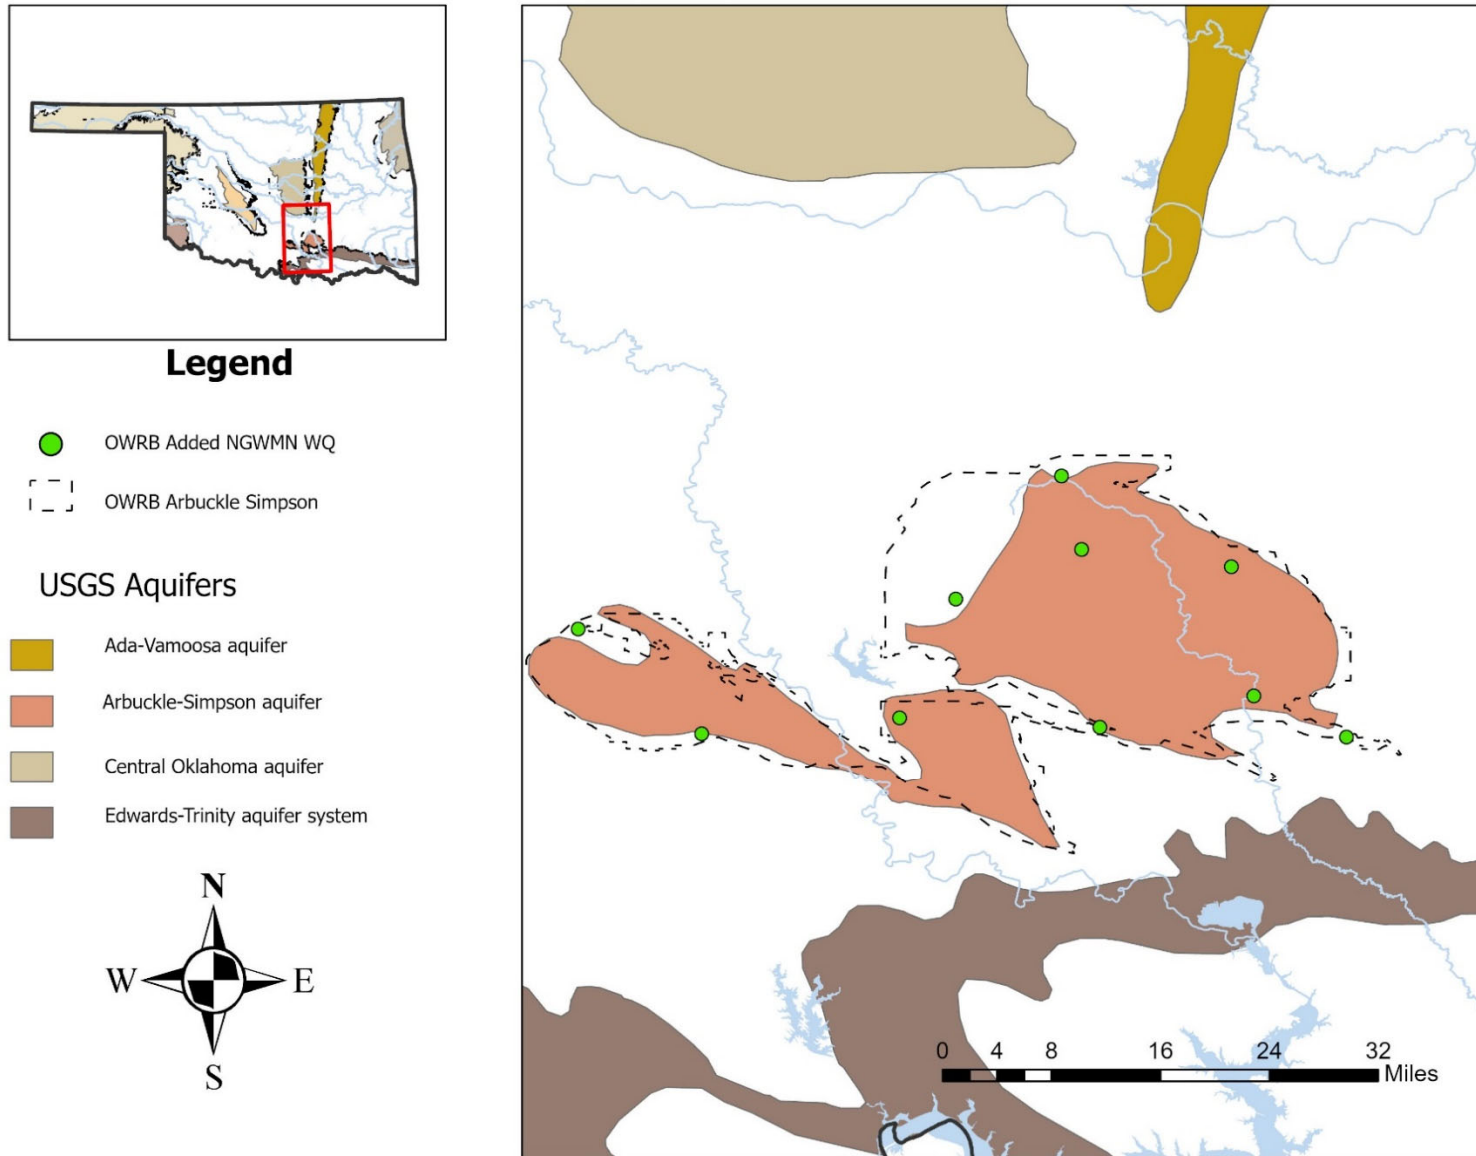 Legend
OWRB Added NGWMN WQ
OWRB Arbuckle Simpson
USGS Aquifers
Ada-Vamoosa aquifer
Arbuckle-Simpson aquifer
Central Oklahoma aquifer
Edwards-Trinity aquifer system
N
W E
S
0 4 8 16 24 32
Miles